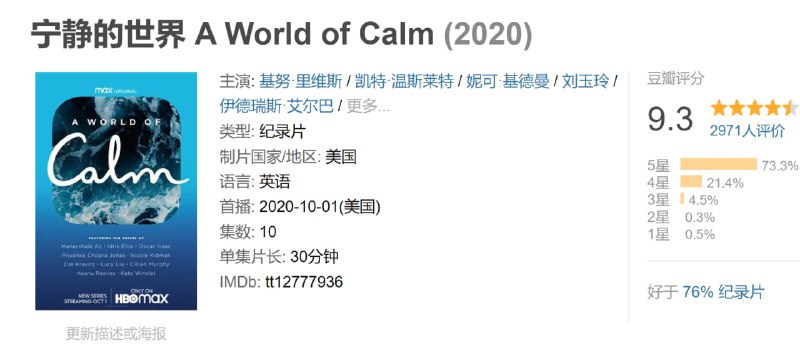 宁静的世界 A World of Calm (2020)
max ORIGINAL
A WORLD OF
Calm
FEATURING THE VOICES OF
Mahershala Ali · Idris Elba · Oscar Isaac
Priyanka Chopra Jonas · Nicole Kidman
Zoë Kravitz · Lucy Liu · Cillian Murphy
Keanu Reeves · Kate Winslet
NEW SERIES
STREAMING OCT 1
ONLY ON
HBOmax
更新描述或海报
主演: 基努·里维斯 / 凯特·温斯莱特 / 妮可·基德曼 / 刘玉玲 /
伊德瑞斯·艾尔巴 / 更多...
类型: 纪录片
制片国家/地区: 美国
语言: 英语
首播: 2020-10-01(美国)
集数: 10
单集片长: 30分钟
IMDb: tt12777936
豆瓣评分
9.3
2971人评价
5星 73.3%
4星 21.4%
3星 4.5%
2星 0.3%
1星 0.5%
好于 76% 纪录片